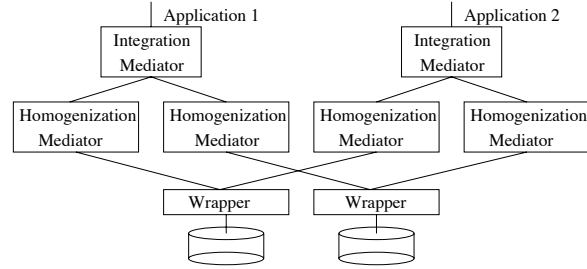 Application 1
Application 2
Integration
Mediator
Integration
Mediator
Homogenization
Mediator
Homogenization
Mediator
Homogenization
Mediator
Homogenization
Mediator
Wrapper
Wrapper